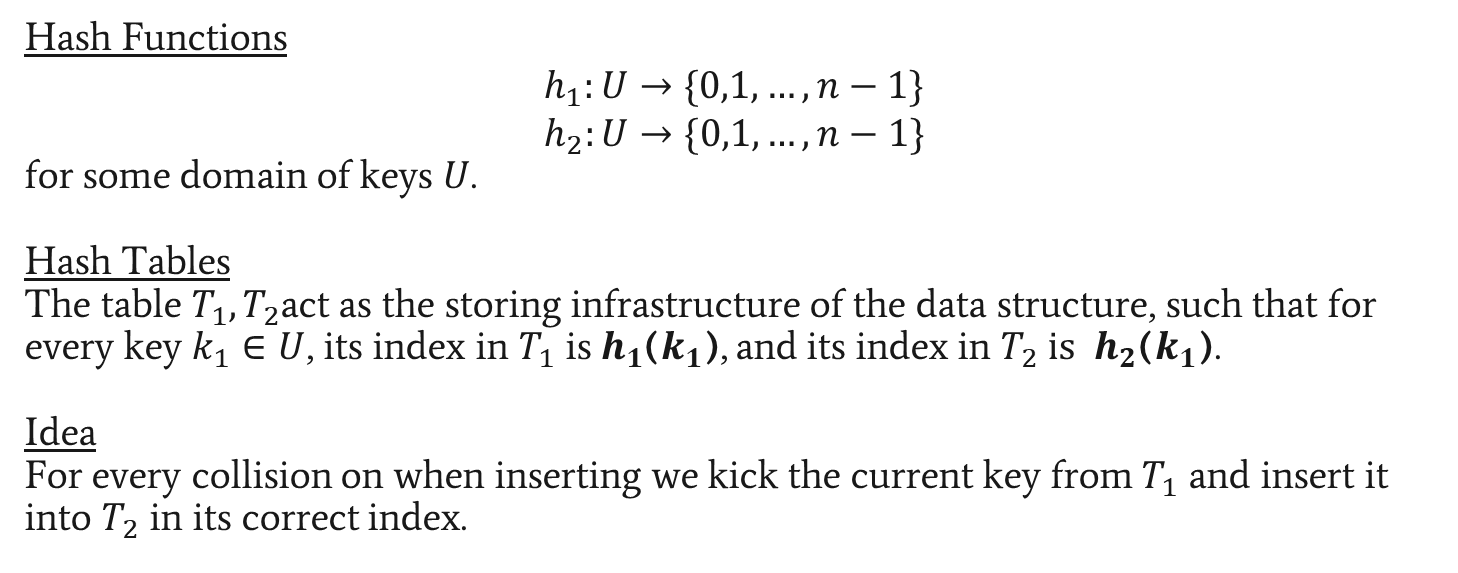 Hash Functions
h₁: U → {0,1, … , n − 1}
h₂: U → {0,1, … , n − 1}
for some domain of keys U.
Hash Tables
The table T₁, T₂act as the storing infrastructure of the data structure, such that for
every key k₁ ∈ U, its index in T₁ is h₁(k₁), and its index in T₂ is h₂(k₁).
Idea
For every collision on when inserting we kick the current key from T₁ and insert it
into T₂ in its correct index.